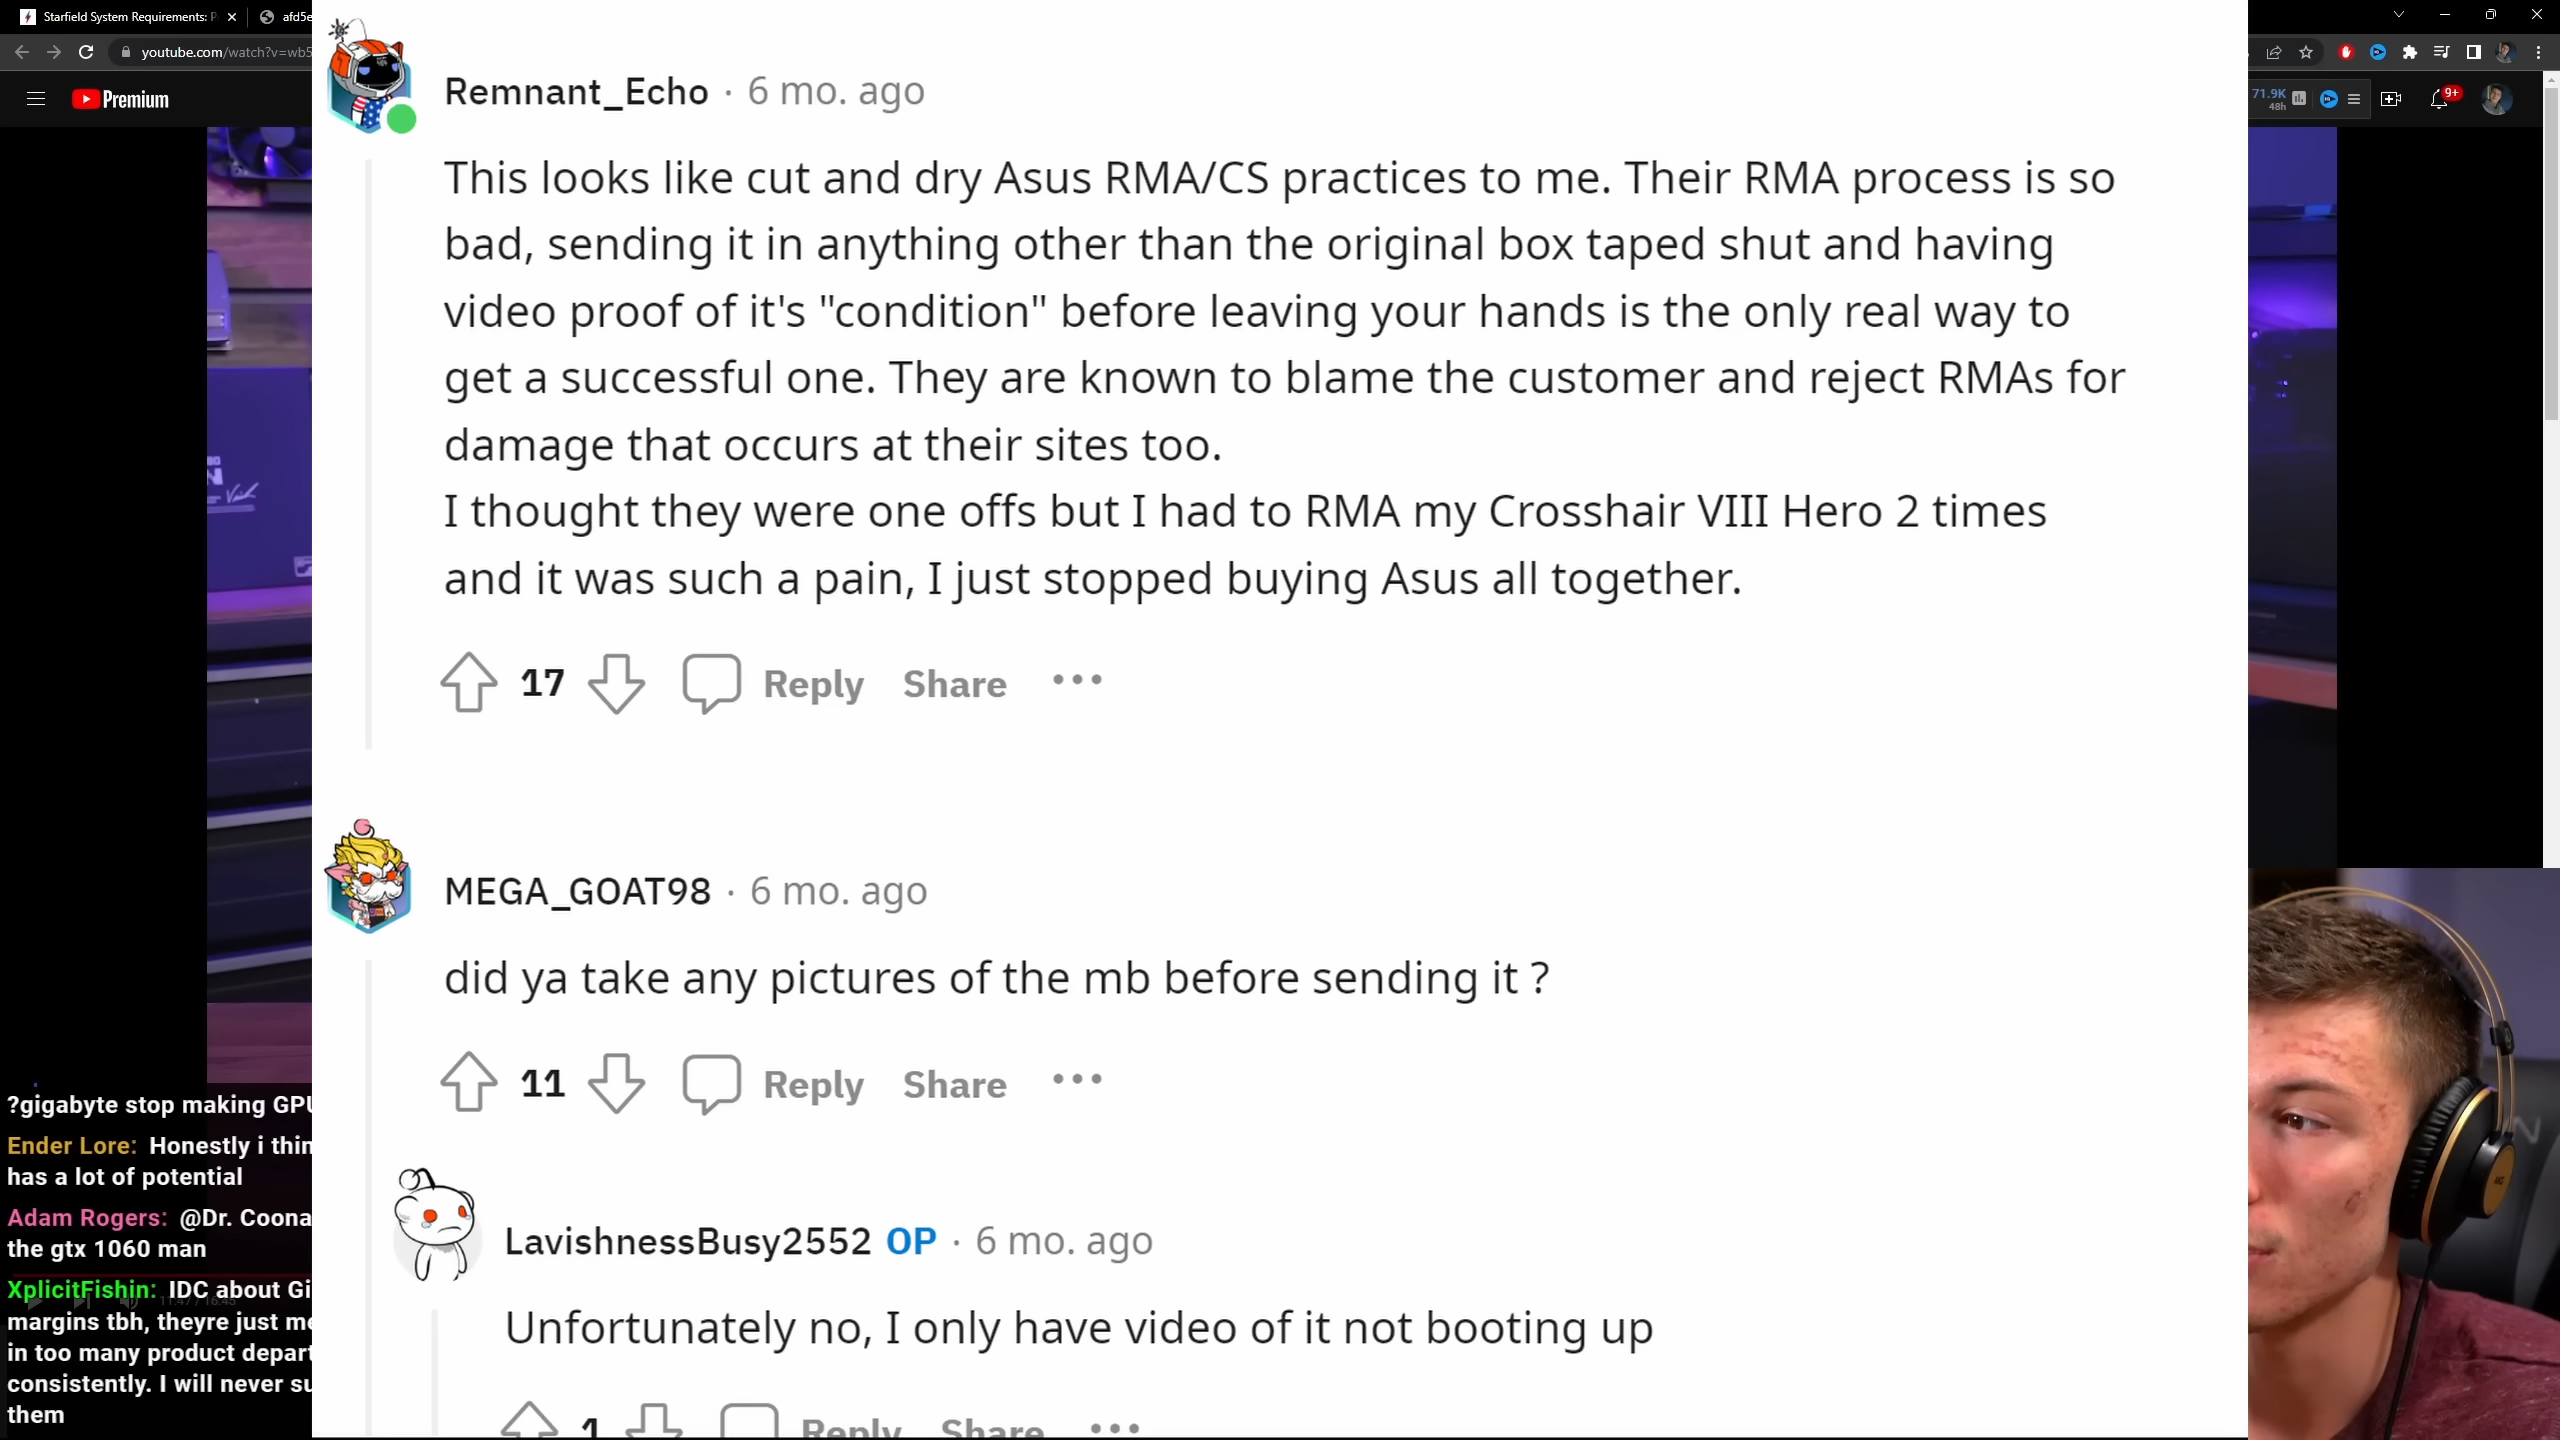 Starfield System Requirements: P
afd5e
youtube.com/watch?v=wb5
Premium
71.9K
48h
9+
Remnant_Echo · 6 mo. ago
This looks like cut and dry Asus RMA/CS practices to me. Their RMA process is so
bad, sending it in anything other than the original box taped shut and having
video proof of it's "condition" before leaving your hands is the only real way to
get a successful one. They are known to blame the customer and reject RMAs for
damage that occurs at their sites too.
I thought they were one offs but I had to RMA my Crosshair VIII Hero 2 times
and it was such a pain, I just stopped buying Asus all together.
17 Reply Share ···
MEGA_GOAT98 · 6 mo. ago
did ya take any pictures of the mb before sending it ?
11 Reply Share ···
LavishnessBusy2552 OP · 6 mo. ago
Unfortunately no, I only have video of it not booting up
1 Reply Share ···
?gigabyte stop making GPU
Ender Lore: Honestly i thin
has a lot of potential
Adam Rogers: @Dr. Coona
the gtx 1060 man
XplicitFishin: IDC about Gi
margins tbh, theyre just me
in too many product depart
consistently. I will never su
them